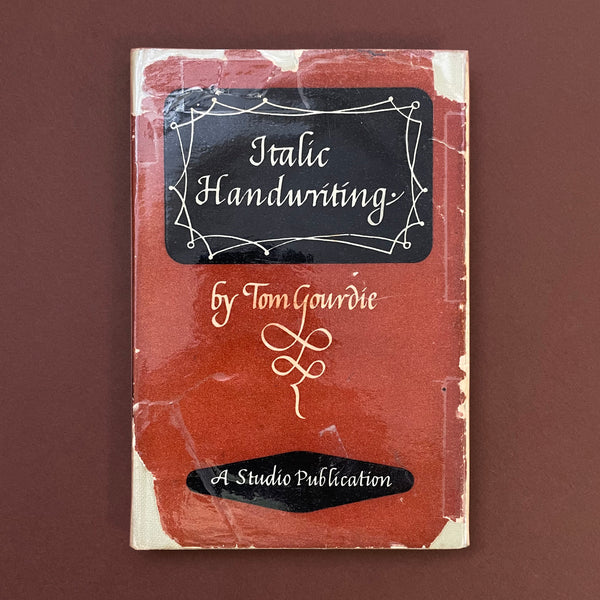 Italic
Handwriting.
by Tom Gourdie
A Studio Publication